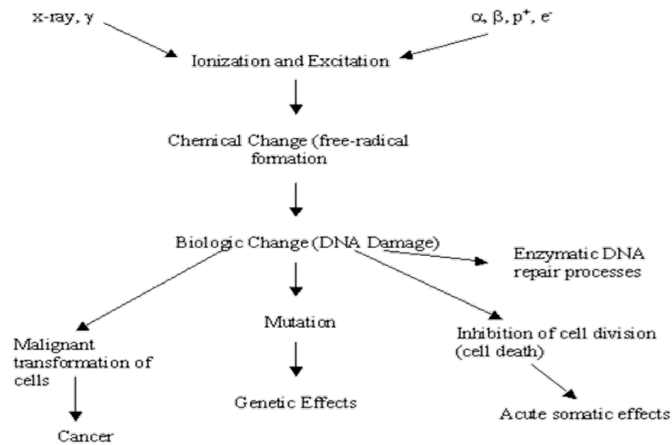 x-ray, γ
α, β, p⁺, e⁻
Ionization and Excitation
Chemical Change (free-radical
formation
Biologic Change (DNA Damage)
Enzymatic DNA
repair processes
Mutation
Inhibition of cell division
(cell death)
Malignant
transformation of
cells
Genetic Effects
Acute somatic effects
Cancer